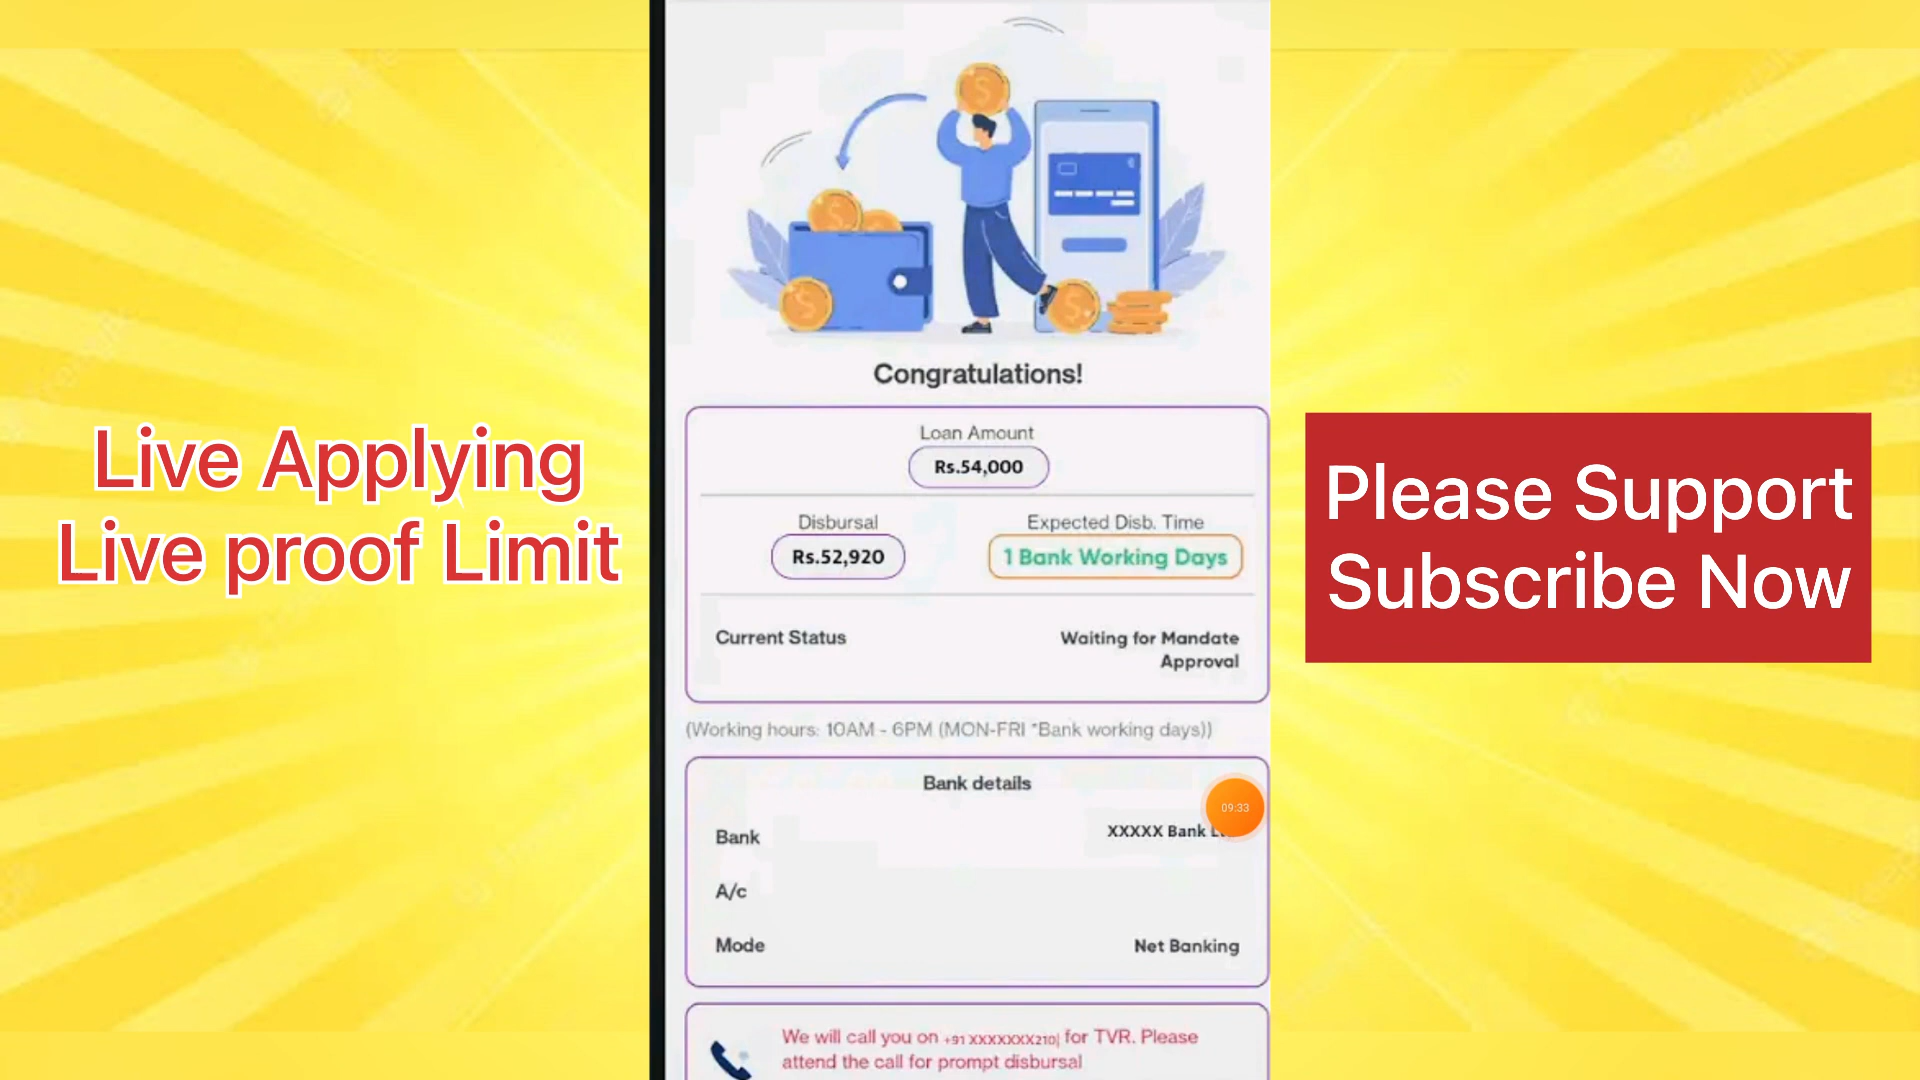 Live Applying
Live proof Limit
Congratulations!
Loan Amount
Rs.54,000
Disbursal
Rs.52,920
Expected Disb. Time
1 Bank Working Days
Current Status
Waiting for Mandate
Approval
(Working hours: 10AM - 6PM (MON-FRI *Bank working days))
Bank details
Bank
XXXXX Bank
09:33
A/c
Mode
Net Banking
We will call you on +91 XXXXXXX210| for TVR. Please
attend the call for prompt disbursal
Please Support
Subscribe Now